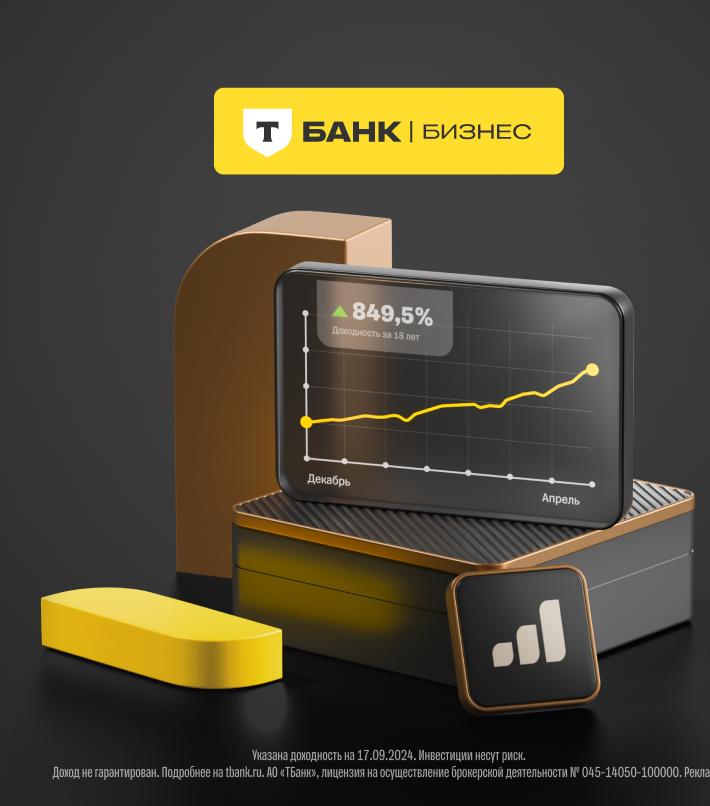 Т БАНК | БИЗНЕС
849,5%
Доходность за 18 лет
Декабрь
Апрель
Указана доходность на 17.09.2024. Инвестиции несут риск.
Доход не гарантирован. Подробнее на tbank.ru. АО «ТБанк», лицензия на осуществление брокерской деятельности № 045-14050-100000. Рекла